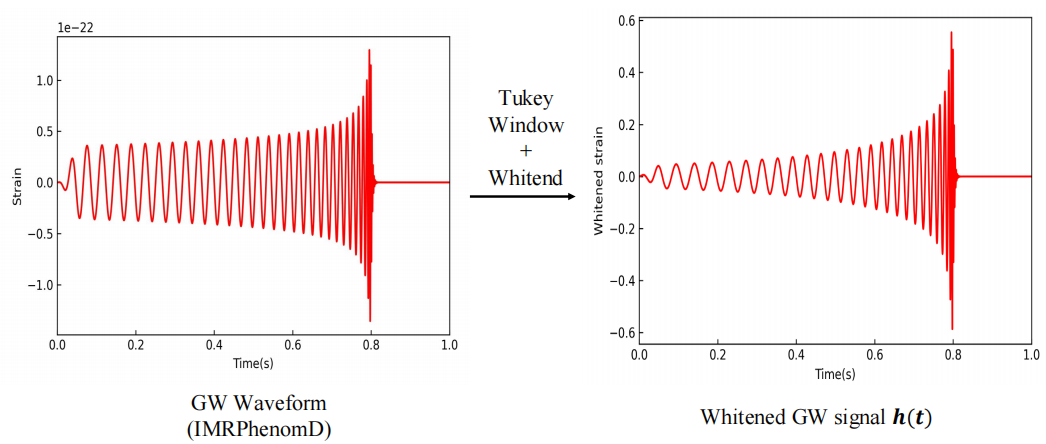 1e−22
1.0
0.5
0.0
−0.5
−1.0
Strain
0.0 0.2 0.4 0.6 0.8 1.0
Time(s)
GW Waveform
(IMRPhenomD)
Tukey
Window
+
Whitend
0.6
0.4
0.2
0.0
−0.2
−0.4
−0.6
Whitened strain
0.0 0.2 0.4 0.6 0.8 1.0
Time(s)
Whitened GW signal h(t)